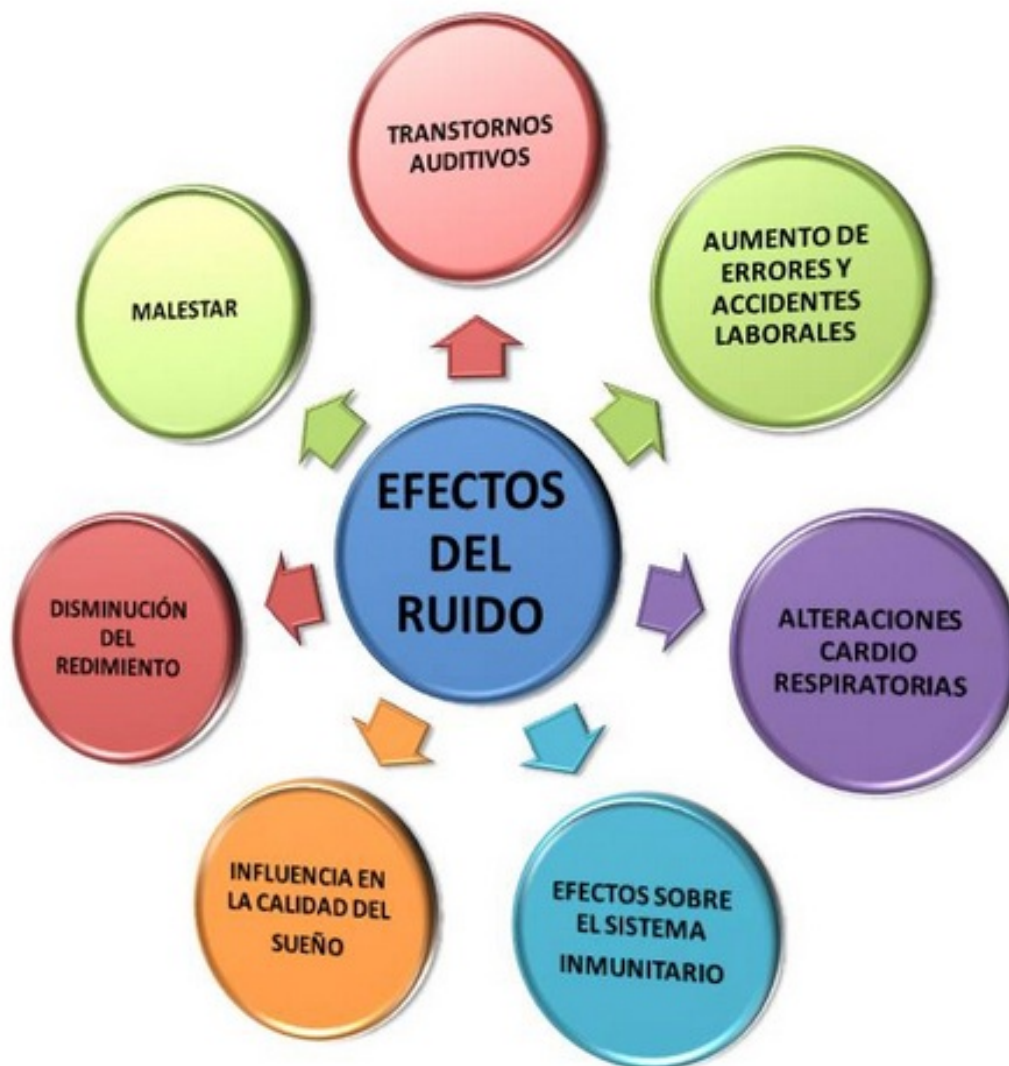 TRANSTORNOS
AUDITIVOS
AUMENTO DE
ERRORES Y
ACCIDENTES
LABORALES
MALESTAR
EFECTOS
DEL
RUIDO
ALTERACIONES
CARDIO
RESPIRATORIAS
DISMINUCIÓN
DEL
REDIMIENTO
INFLUENCIA EN
LA CALIDAD DEL
SUEÑO
EFECTOS SOBRE
EL SISTEMA
INMUNITARIO